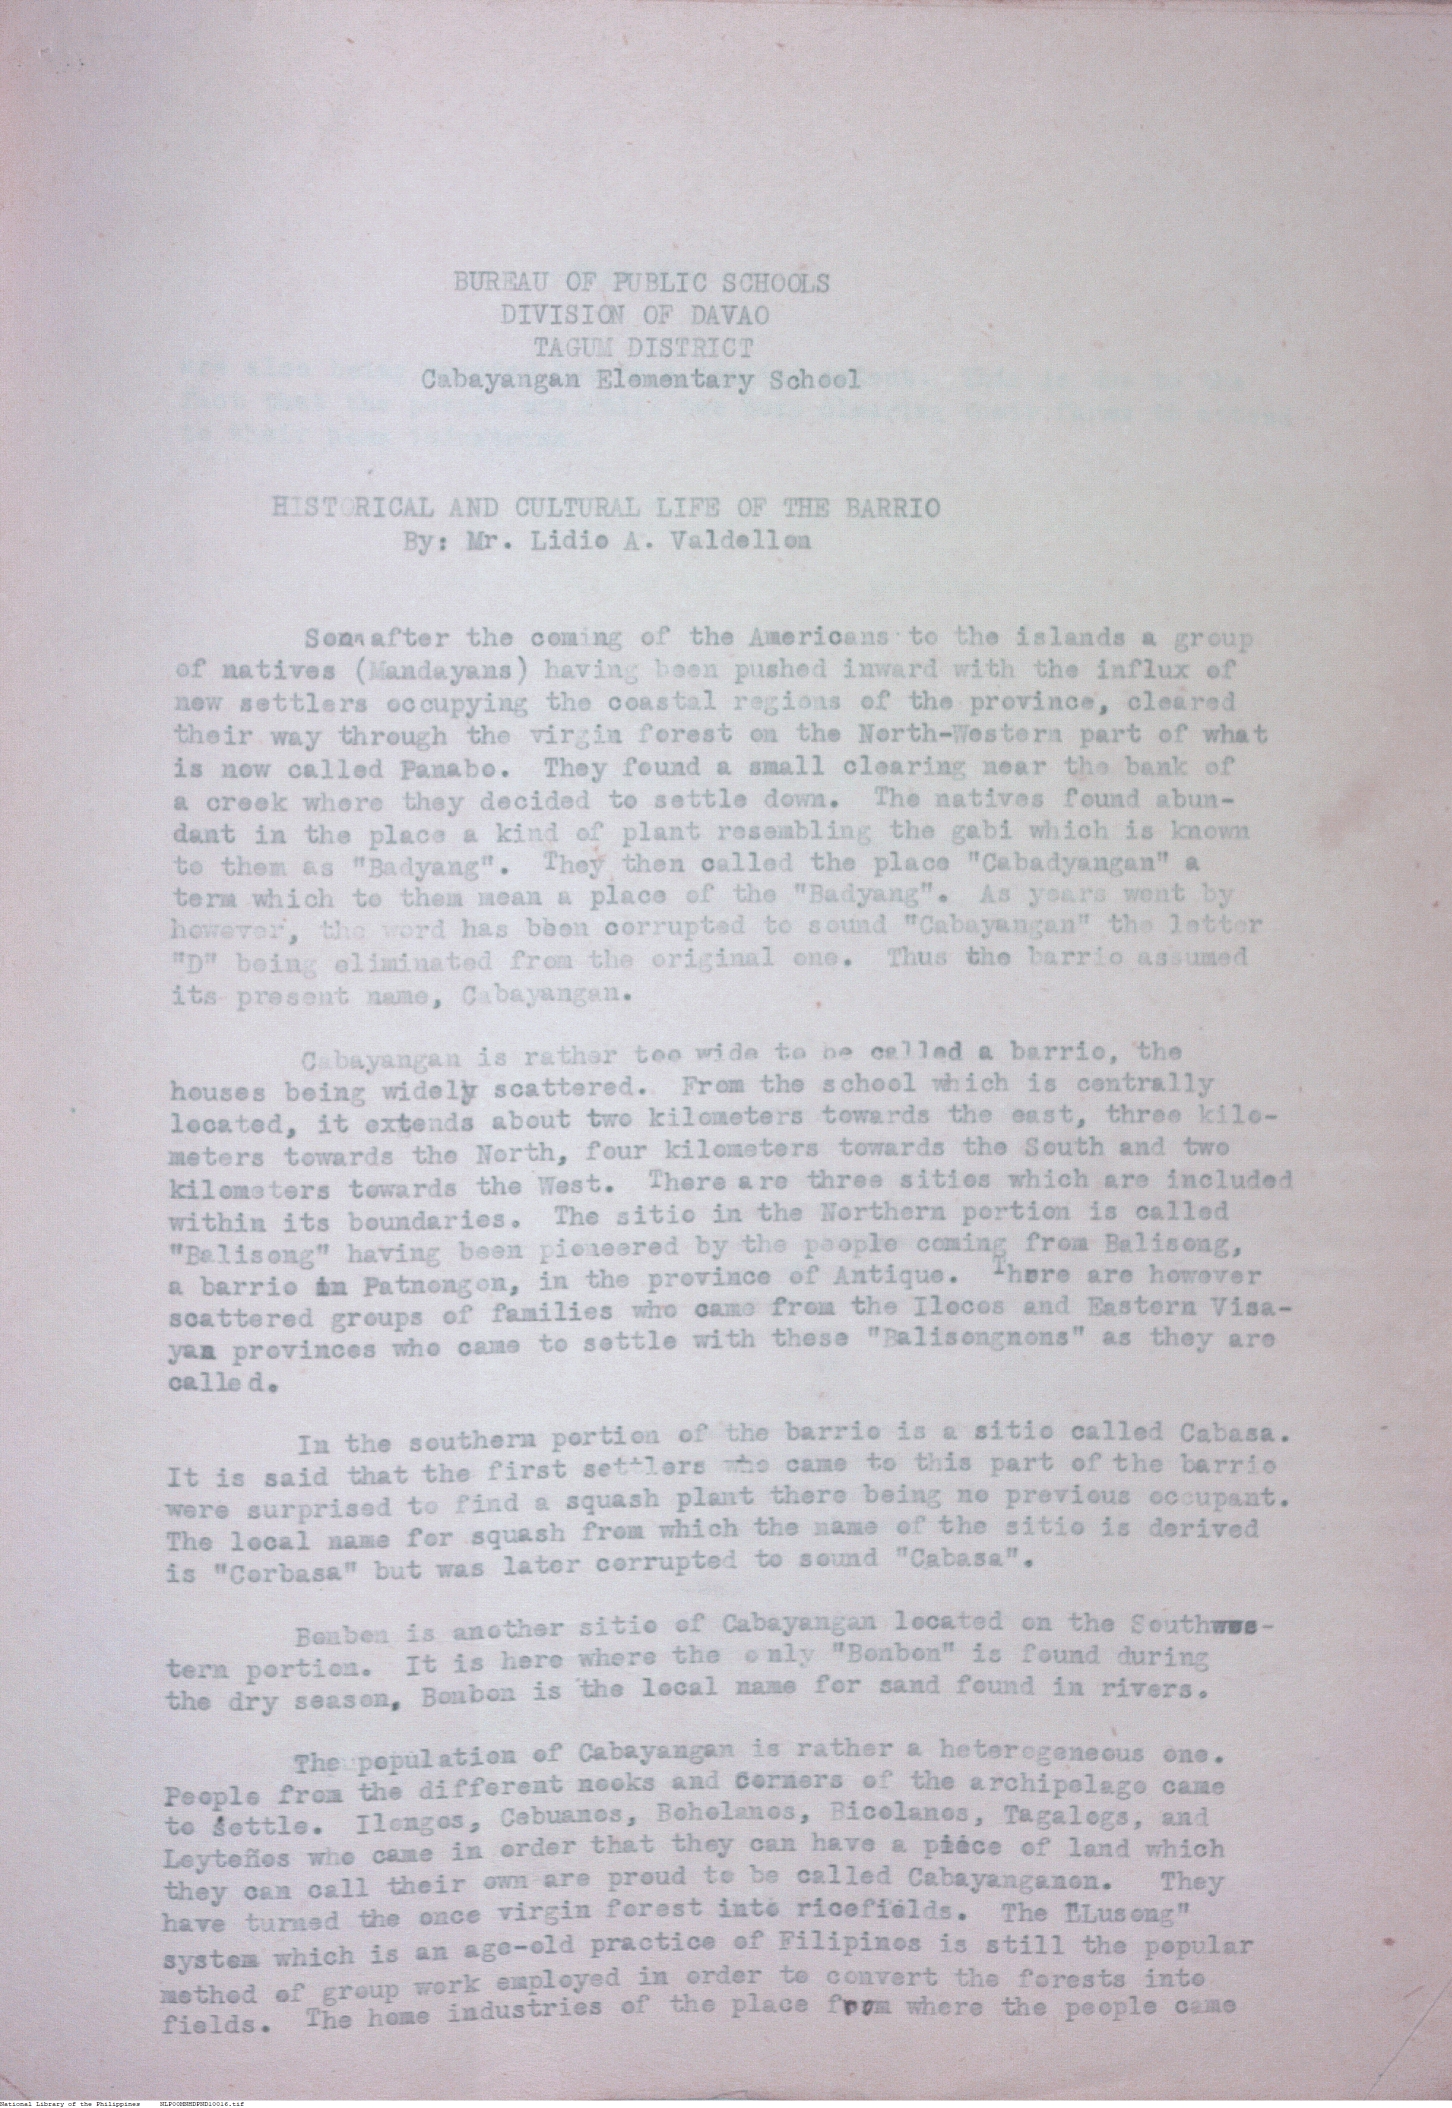 BUREAU OF PUBLIC SCHOOLS
DIVISION OF DAVAO
TAGUM DISTRICT
Cabayangan Elementary School
HISTORICAL AND CULTURAL LIFE OF THE BARRIO
By: Mr. Lidio A. Valdellon
Soon after the coming of the Americans to the islands a group
of natives (Mandayans) having been pushed inward with the influx of
new settlers occupying the coastal regions of the province, cleared
their way through the virgin forest on the North-Western part of what
is now called Panabo. They found a small clearing near the bank of
a creek where they decided to settle down. The natives found abun-
dant in the place a kind of plant resembling the gabi which is known
to them as "Badyang". They then called the place "Cabadyangan" a
term which to them mean a place of the "Badyang". As years went by
however, the word has been corrupted to sound "Cabayangan" the letter
"D" being eliminated from the original one. Thus the barrio assumed
its present name, Cabayangan.
Cabayangan is rather too wide to be called a barrio, the
houses being widely scattered. From the school which is centrally
located, it extends about two kilometers towards the east, three kilo-
meters towards the North, four kilometers towards the South and two
kilometers towards the West. There are three sitios which are included
within its boundaries. The sitio in the Northern portion is called
"Balisong" having been pioneered by the people coming from Balisong,
a barrio in Patnongon, in the province of Antique. There are however
scattered groups of families who came from the Ilocos and Eastern Visa-
yan provinces who came to settle with these "Balisongnons" as they are
called.
In the southern portion of the barrio is a sitio called Cabasa.
It is said that the first settlers who came to this part of the barrio
were surprised to find a squash plant there being no previous occupant.
The local name for squash from which the name of the sitio is derived
is "Corbasa" but was later corrupted to sound "Cabasa".
Bonbon is another sitio of Cabayangan located on the Southwes-
tern portion. It is here where the only "Bonbon" is found during
the dry season, Bonbon is the local name for sand found in rivers.
The population of Cabayangan is rather a heterogeneous one.
People from the different nooks and corners of the archipelago came
to settle. Ilongos, Cebuanos, Boholanos, Bicolanos, Tagalogs, and
Leyteños who came in order that they can have a piece of land which
they can call their own are proud to be called Cabayanganon. They
have turned the once virgin forest into ricefields. The "Lusong"
system which is an age-old practice of Filipinos is still the popular
method of group work employed in order to convert the forests into
fields. The home industries of the place from where the people came
National Library of the Philippines NLPOOMNHDPND10016.tif